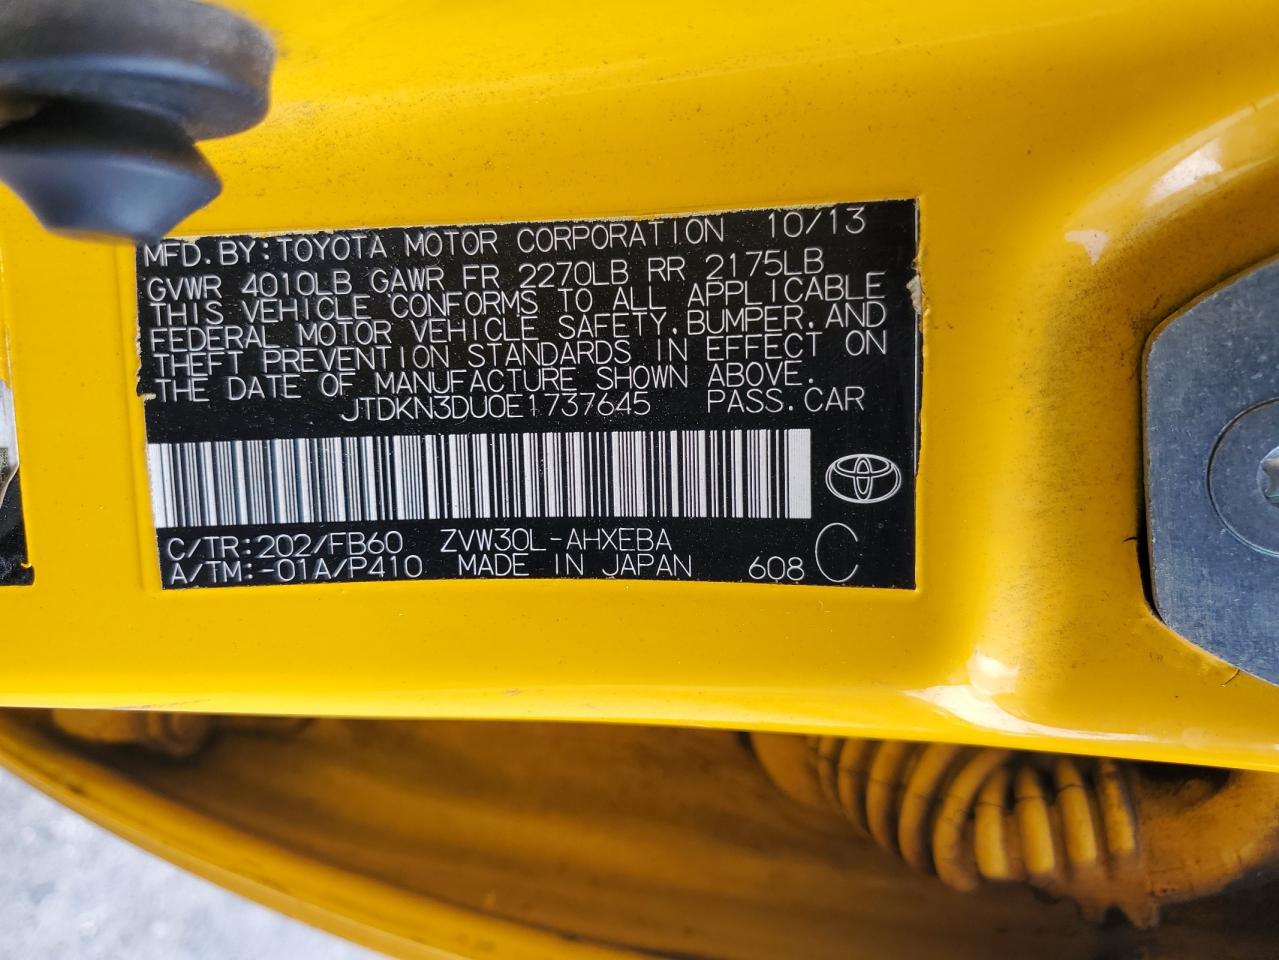 MFD. BY: TOYOTA MOTOR CORPORATION 10/13
GVWR 4010LB GAWR FR 2270LB RR 2175LB
THIS VEHICLE CONFORMS TO ALL APPLICABLE
FEDERAL MOTOR VEHICLE SAFETY, BUMPER, AND
THEFT PREVENTION STANDARDS IN EFFECT ON
THE DATE OF MANUFACTURE SHOWN ABOVE.
JTDKN3DU0E1737645 PASS. CAR
C/TR: 202/FB60 ZVW30L-AHXEBA
A/TM: -01A/P410 MADE IN JAPAN 608 C